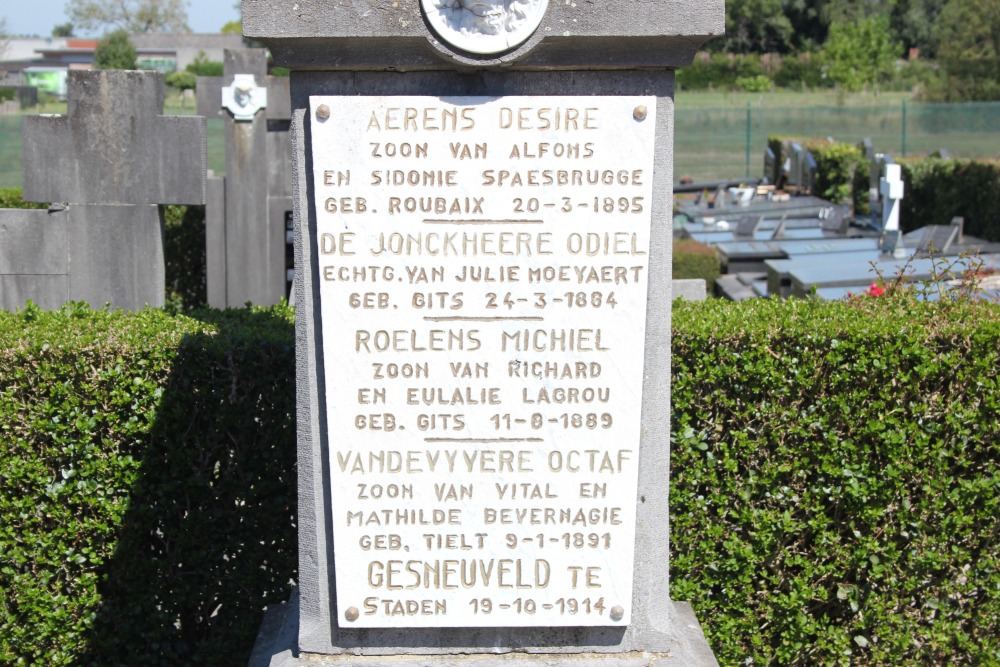 AERENS DESIRE
ZOON VAN ALFONS
EN SIDONIE SPAESBRUGGE
GEB. ROUBAIX 20-3-1895
DE JONCKHEERE ODIEL
ECHTG. VAN JULIE MOEYAERT
GEB. GITS 24-3-1884
ROELENS MICHIEL
ZOON VAN RICHARD
EN EULALIE LAGROU
GEB. GITS 11-8-1889
VANDEVYVERE OCTAF
ZOON VAN VITAL EN
MATHILDE BEVERNAGIE
GEB. TIELT 9-1-1891
GESNEUVELD TE
STADEN 19-10-1914